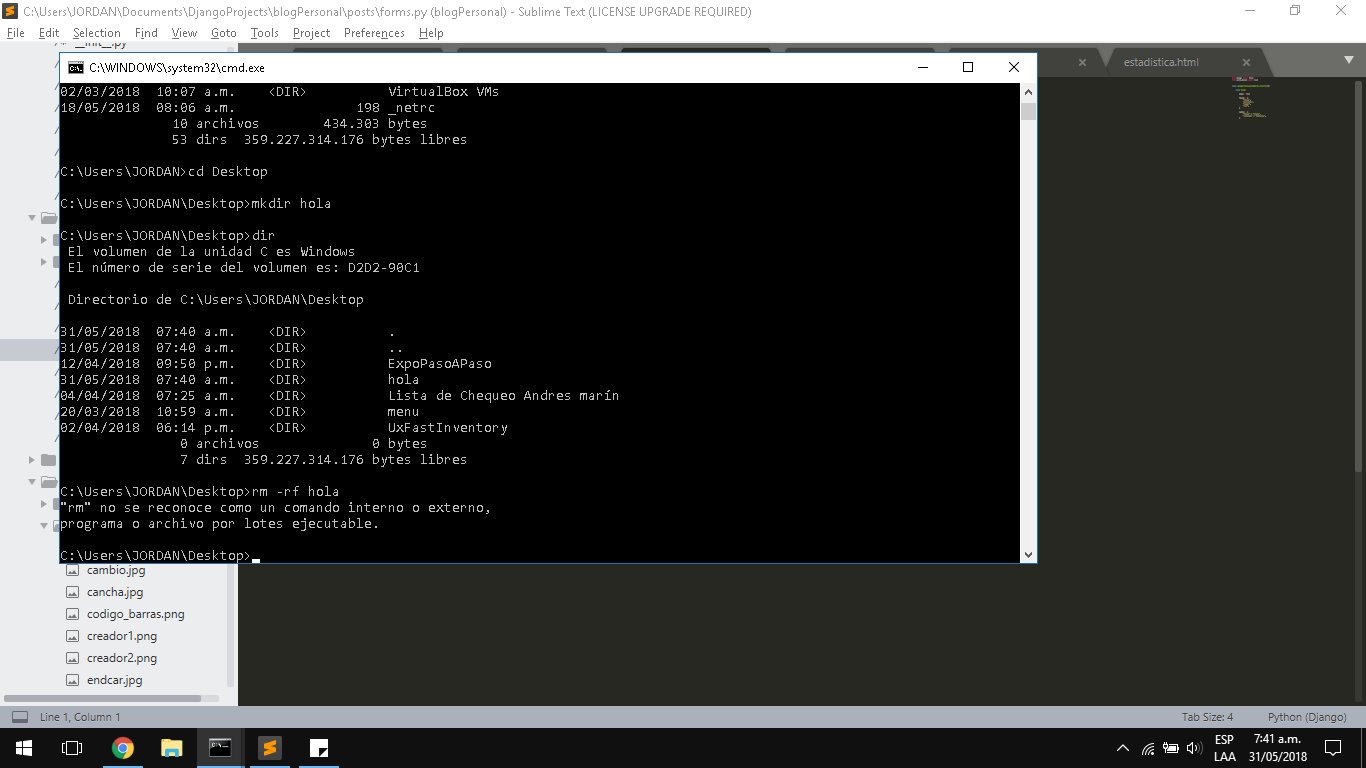 C:\Users\JORDAN\Documents\DjangoProjects\blogPersonal\posts\forms.py (blogPersonal) - Sublime Text (LICENSE UPGRADE REQUIRED)
File Edit Selection Find View Goto Tools Project Preferences Help
__init__.py
estadistica.html
C:\WINDOWS\system32\cmd.exe
02/03/2018  10:07 a.m.    <DIR>          VirtualBox VMs
18/05/2018  08:06 a.m.               198 _netrc
              10 archivos        434.303 bytes
              53 dirs  359.227.314.176 bytes libres
C:\Users\JORDAN>cd Desktop
C:\Users\JORDAN\Desktop>mkdir hola
C:\Users\JORDAN\Desktop>dir
 El volumen de la unidad C es Windows
 El número de serie del volumen es: D2D2-90C1
 Directorio de C:\Users\JORDAN\Desktop
31/05/2018  07:40 a.m.    <DIR>          .
31/05/2018  07:40 a.m.    <DIR>          ..
12/04/2018  09:50 p.m.    <DIR>          ExpoPasoAPaso
31/05/2018  07:40 a.m.    <DIR>          hola
04/04/2018  07:25 a.m.    <DIR>          Lista de Chequeo Andres marín
20/03/2018  10:59 a.m.    <DIR>          menu
02/04/2018  06:14 p.m.    <DIR>          UxFastInventory
               0 archivos              0 bytes
               7 dirs  359.227.314.176 bytes libres
C:\Users\JORDAN\Desktop>rm -rf hola
"rm" no se reconoce como un comando interno o externo,
programa o archivo por lotes ejecutable.
C:\Users\JORDAN\Desktop>
cambio.jpg
cancha.jpg
codigo_barras.png
creador1.png
creador2.png
endcar.jpg
Line 1, Column 1
Tab Size: 4
Python (Django)
ESP
LAA
7:41 a.m.
31/05/2018